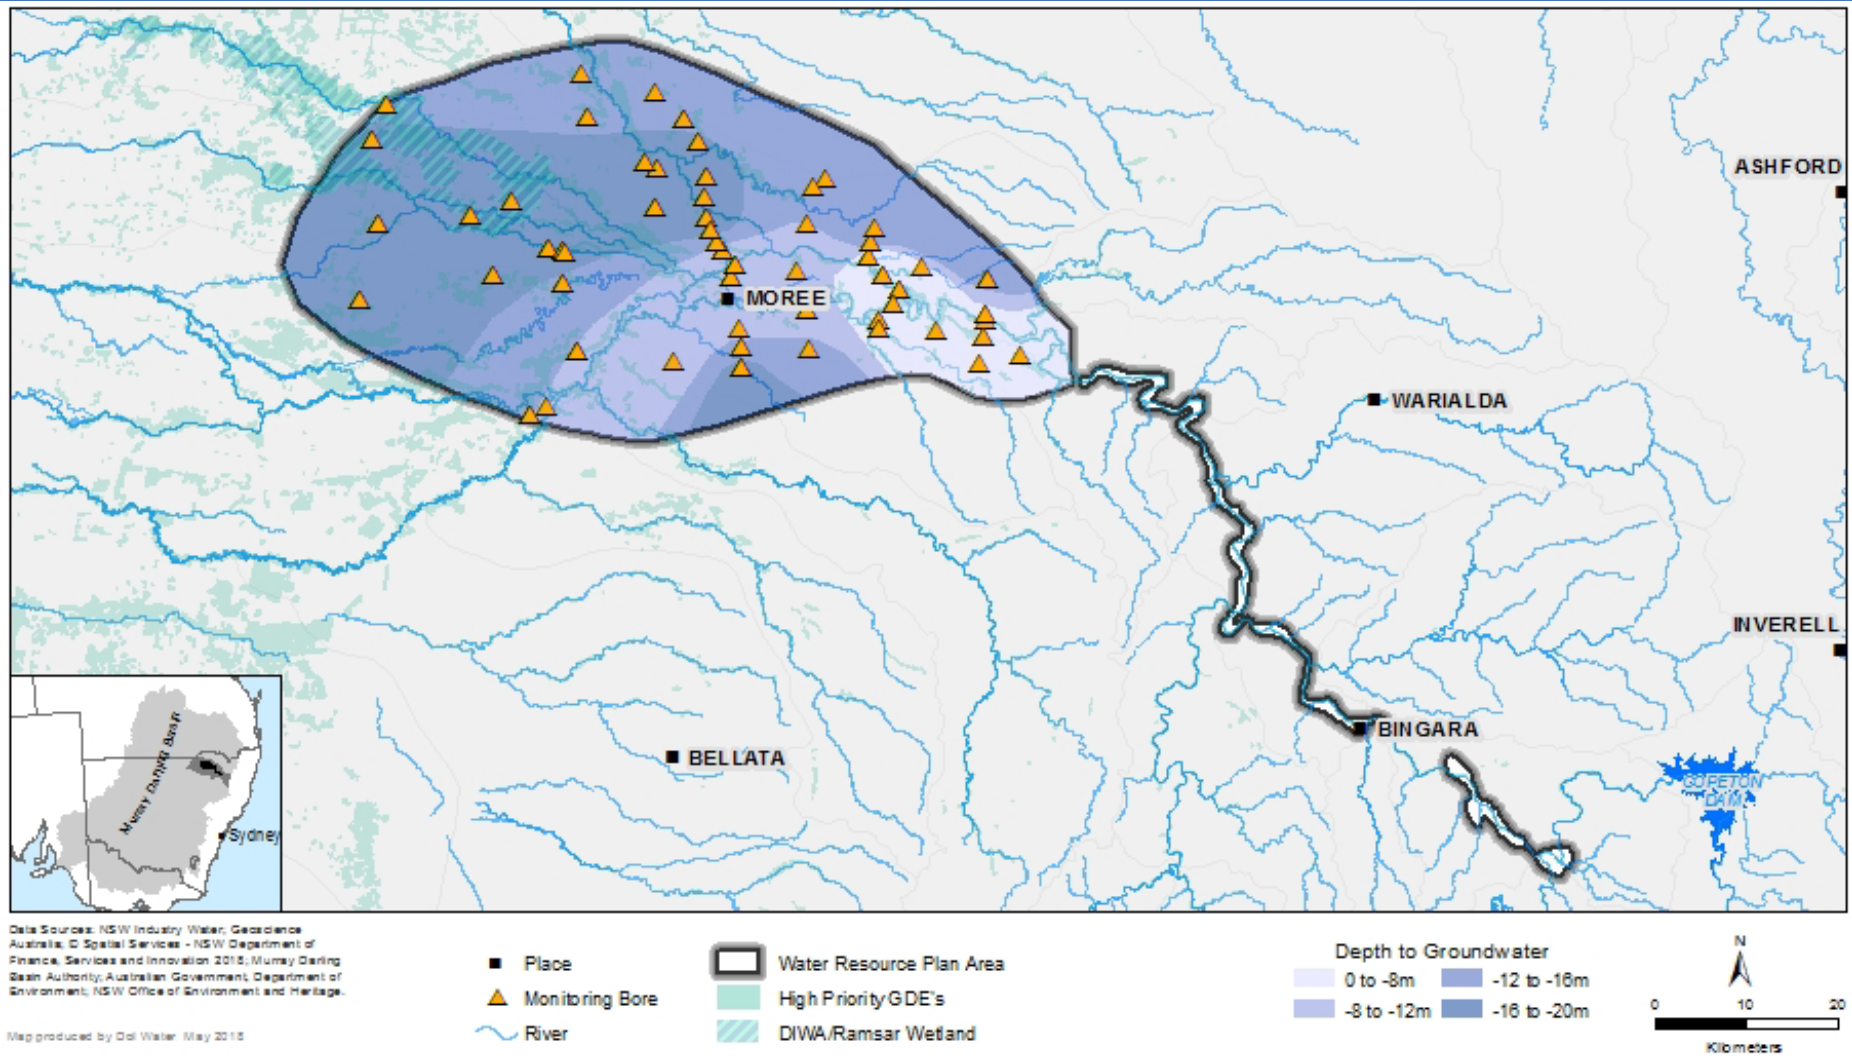 ASHFORD
MOREE
WARIALDA
INVERELL
BINGARA
BELLATA
COPETON
DAM
Murray Darling Basin
Sydney
Data Sources: NSW Industry Water; Geoscience
Australia; © Spatial Services - NSW Department of
Finance, Services and Innovation 2018; Murray Darling
Basin Authority; Australian Government, Department of
Environment; NSW Office of Environment and Heritage.
Map produced by DoI Water May 2018
Place
Monitoring Bore
River
Water Resource Plan Area
High Priority GDE's
DIWA/Ramsar Wetland
Depth to Groundwater
0 to -8m
-12 to -16m
-8 to -12m
-16 to -20m
N
0 10 20
Kilometers